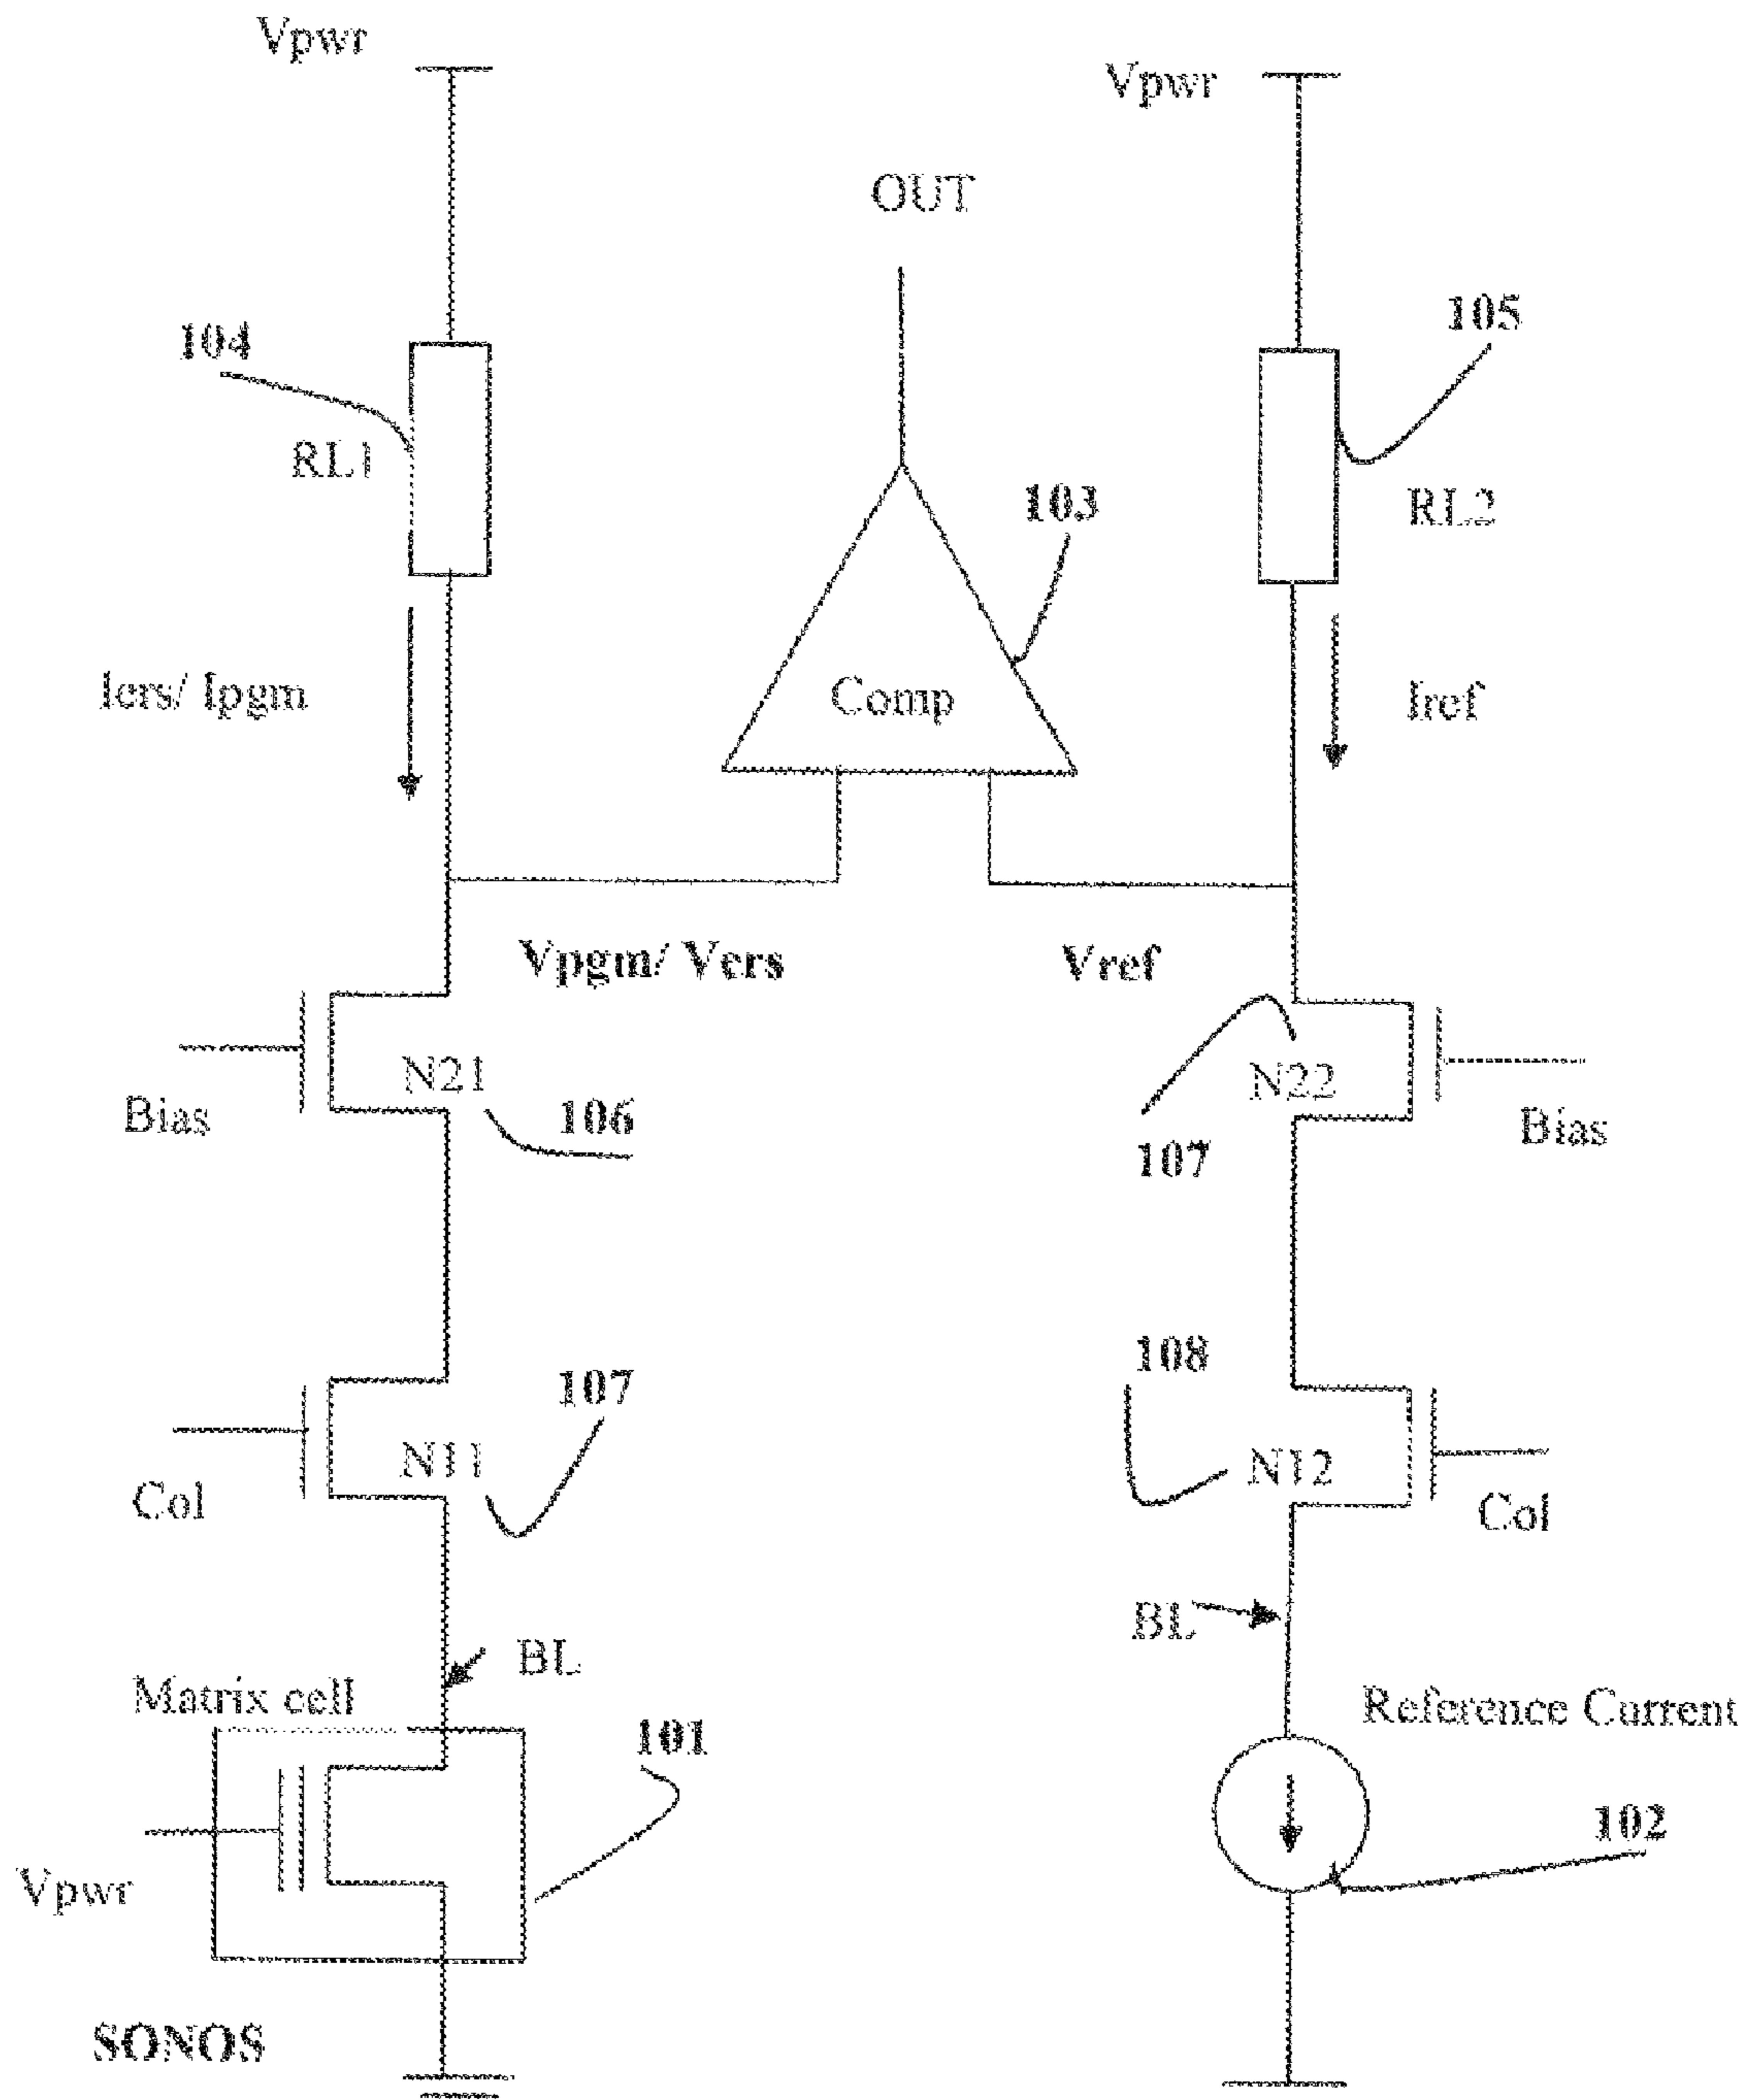 Vpwr
Vpwr
OUT
104
105
RL1
103
RL2
Iers/ Ipgm
Comp
Iref
Vpgm/ Vers
Vref
N21
N22
Bias
106
107
Bias
108
107
N11
N12
Col
Col
BL
BL
Matrix cell
Reference Current
101
102
Vpwr
SONOS